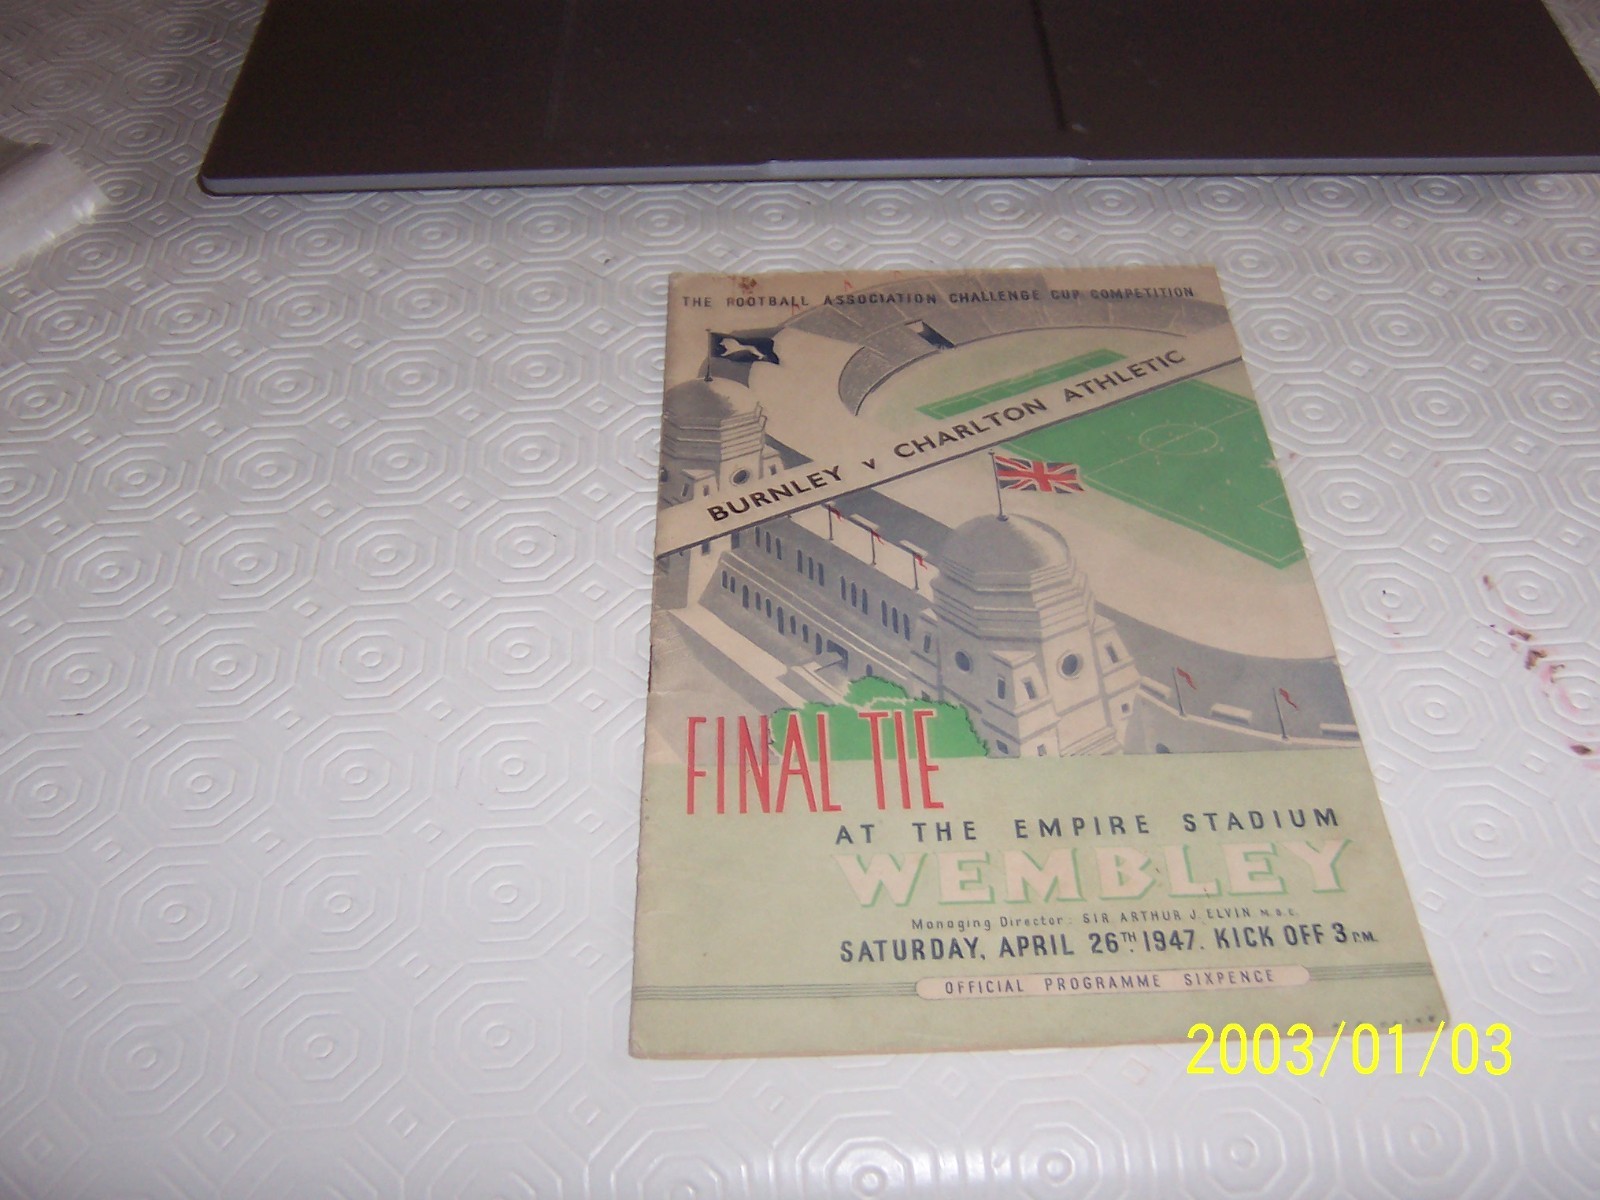 THE FOOTBALL ASSOCIATION CHALLENGE CUP COMPETITION
BURNLEY v CHARLTON ATHLETIC
FINAL TIE
AT THE EMPIRE STADIUM
WEMBLEY
Managing Director: SIR ARTHUR J. ELVIN M.B.E.
SATURDAY, APRIL 26TH 1947. KICK OFF 3 P.M.
OFFICIAL PROGRAMME SIXPENCE
2003/01/03